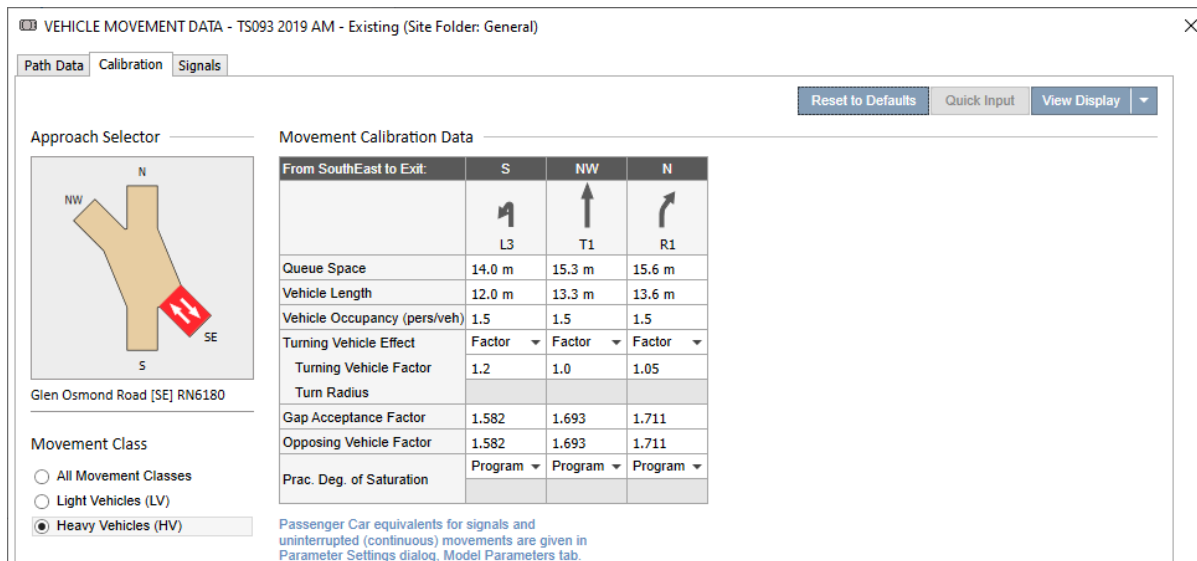 VEHICLE MOVEMENT DATA - TS093 2019 AM - Existing (Site Folder: General)
Path Data Calibration Signals
Reset to Defaults Quick Input View Display
Approach Selector
N
NW
SE
S
Glen Osmond Road [SE] RN6180
Movement Class
All Movement Classes
Light Vehicles (LV)
Heavy Vehicles (HV)
Movement Calibration Data
From SouthEast to Exit: S NW N
L3 T1 R1
Queue Space 14.0 m 15.3 m 15.6 m
Vehicle Length 12.0 m 13.3 m 13.6 m
Vehicle Occupancy (pers/veh) 1.5 1.5 1.5
Turning Vehicle Effect Factor Factor Factor
Turning Vehicle Factor 1.2 1.0 1.05
Turn Radius
Gap Acceptance Factor 1.582 1.693 1.711
Opposing Vehicle Factor 1.582 1.693 1.711
Prac. Deg. of Saturation Program Program Program
Passenger Car equivalents for signals and
uninterrupted (continuous) movements are given in
Parameter Settings dialog, Model Parameters tab.